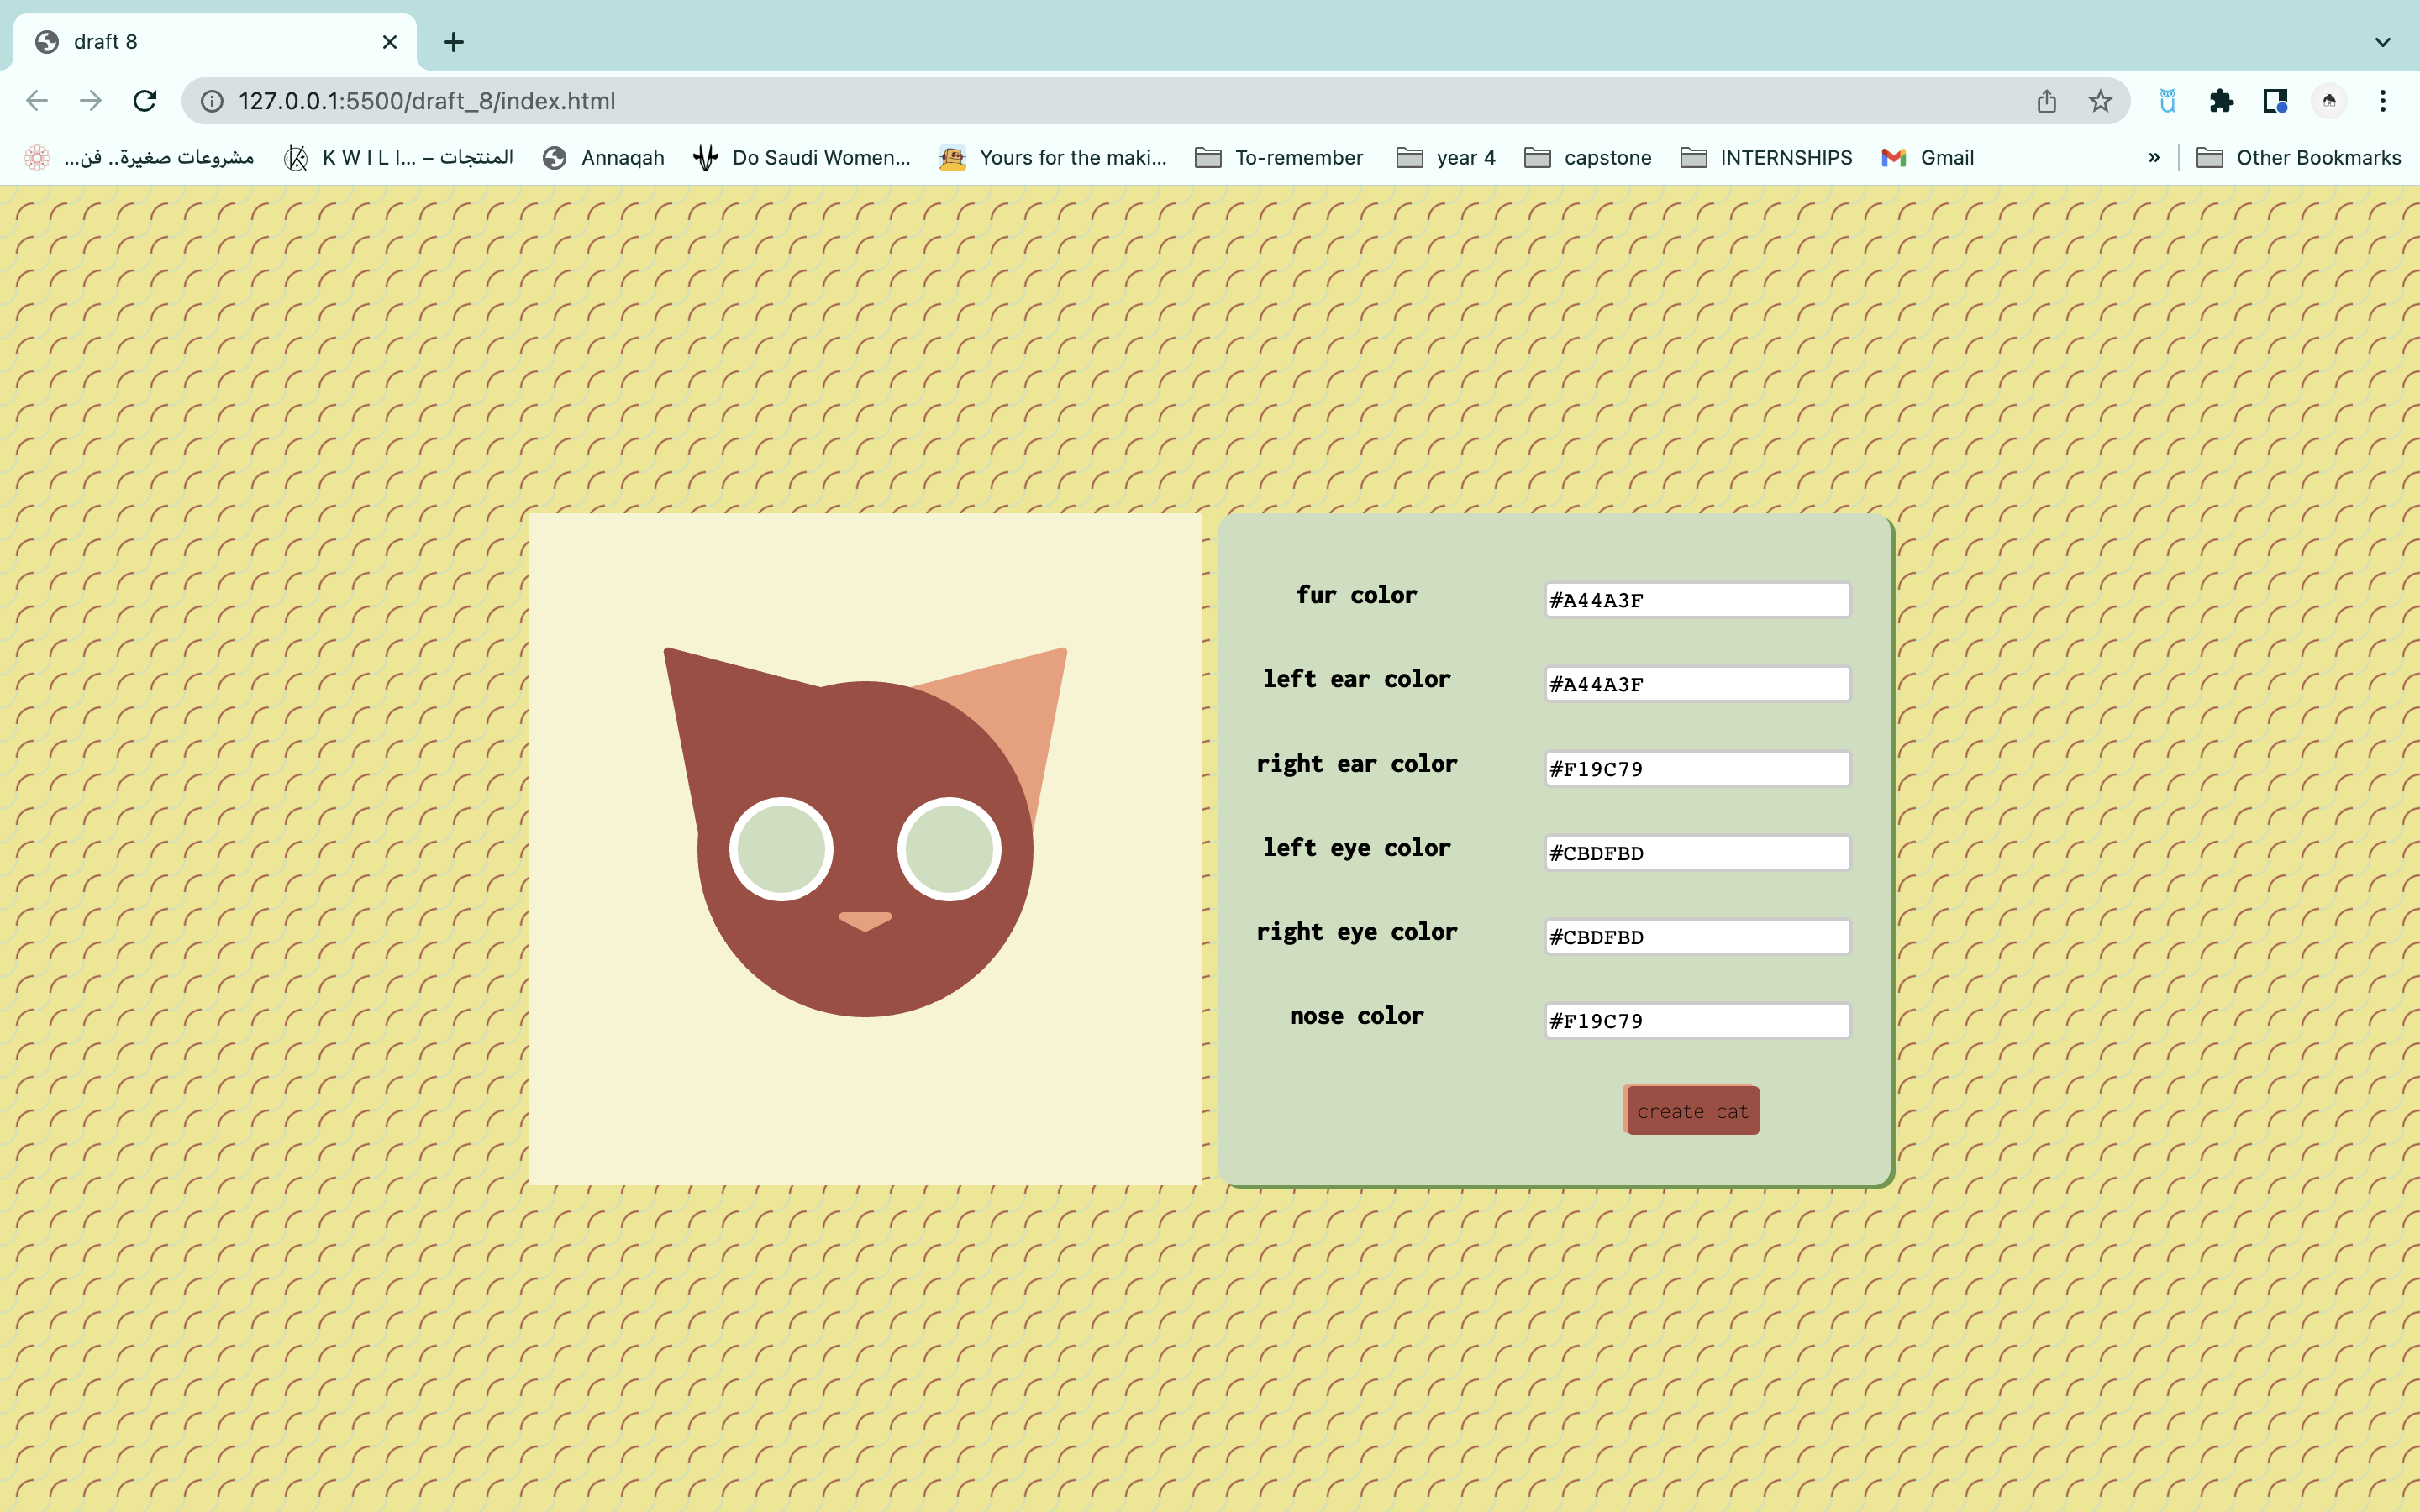 draft 8
127.0.0.1:5500/draft_8/index.html
مشروعات صغيرة.. فن...
K W I L I... – المنتجات
Annaqah
Do Saudi Women...
Yours for the maki...
To-remember
year 4
capstone
INTERNSHIPS
Gmail
»
Other Bookmarks
fur color
#A44A3F
left ear color
#A44A3F
right ear color
#F19C79
left eye color
#CBDFBD
right eye color
#CBDFBD
nose color
#F19C79
create cat